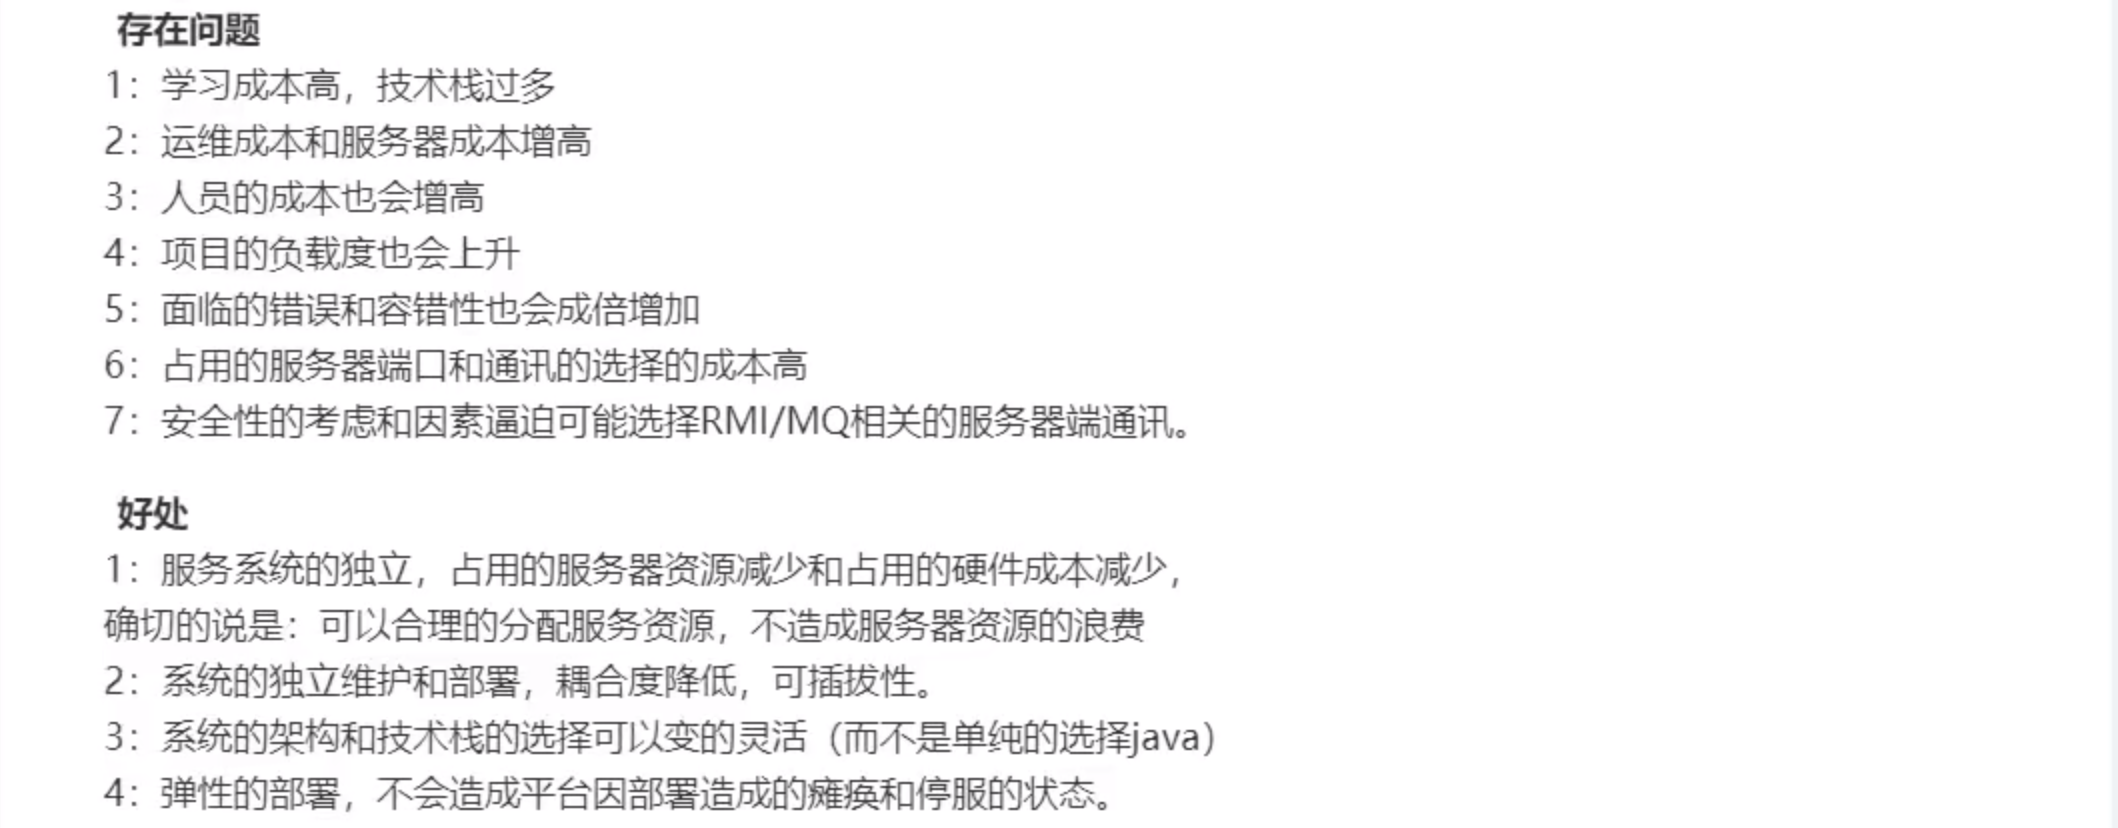 存在问题
1：学习成本高，技术栈过多
2：运维成本和服务器成本增高
3：人员的成本也会增高
4：项目的负载度也会上升
5：面临的错误和容错性也会成倍增加
6：占用的服务器端口和通讯的选择的成本高
7：安全性的考虑和因素逼迫可能选择RMI/MQ相关的服务器端通讯。
好处
1：服务系统的独立，占用的服务器资源减少和占用的硬件成本减少，
确切的说是：可以合理的分配服务资源，不造成服务器资源的浪费
2：系统的独立维护和部署，耦合度降低，可插拔性。
3：系统的架构和技术栈的选择可以变的灵活（而不是单纯的选择java）
4：弹性的部署，不会造成平台因部署造成的瘫痪和停服的状态。